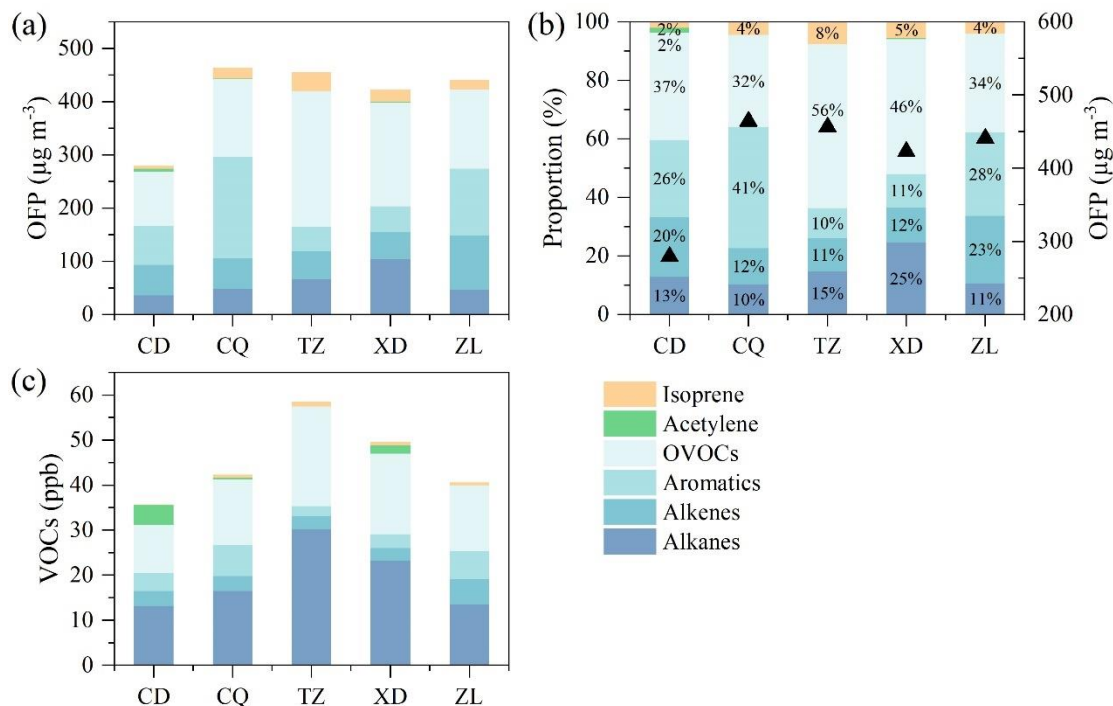 (a)
OFP (μg m⁻³)
500
400
300
200
100
0
CD CQ TZ XD ZL
(b)
Proportion (%)
100
80
60
40
20
0
2% 4% 8% 5% 4%
2%
37% 32% 56% 46% 34%
26% 41% 10% 11% 28%
20% 12% 11% 12% 23%
13% 10% 15% 25% 11%
600
500
400
300
200
OFP (μg m⁻³)
CD CQ TZ XD ZL
(c)
VOCs (ppb)
60
50
40
30
20
10
0
CD CQ TZ XD ZL
Isoprene
Acetylene
OVOCs
Aromatics
Alkenes
Alkanes